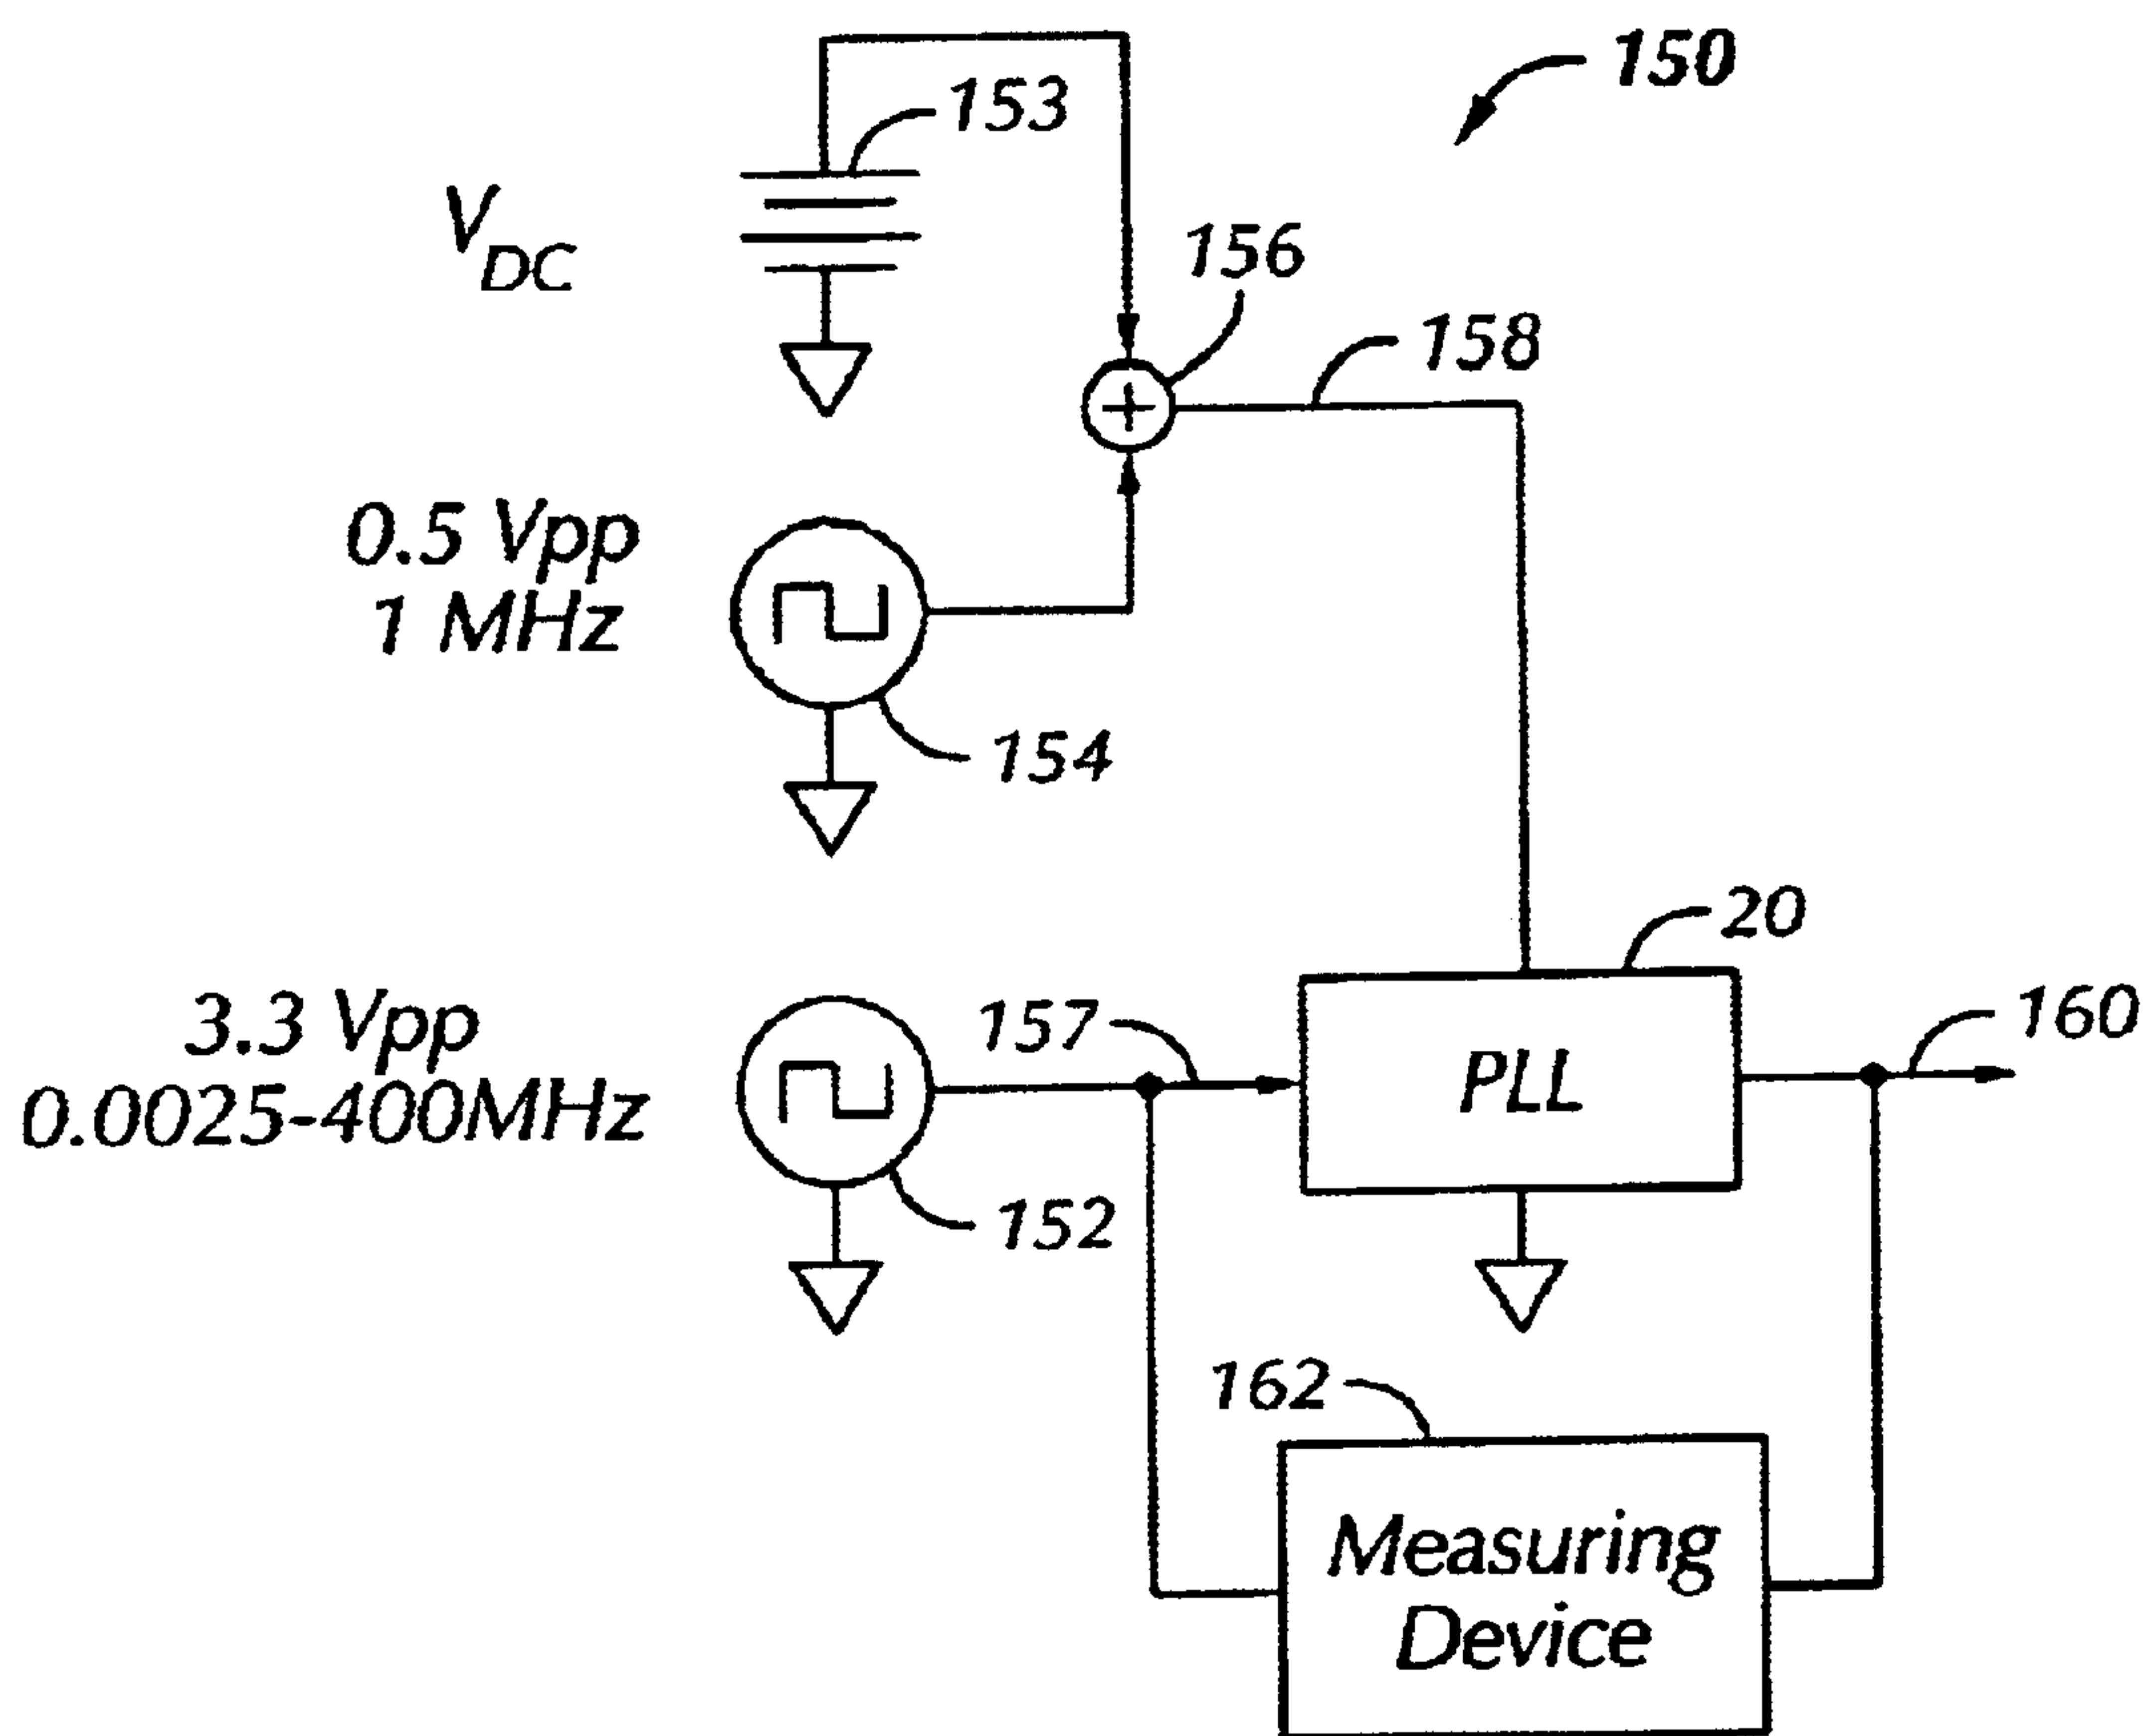 150
153
V DC
156
158
0.5 Vpp
1 MHz
154
20
3.3 Vpp
0.0025-400MHz
157
160
PLL
152
162
Measuring
Device